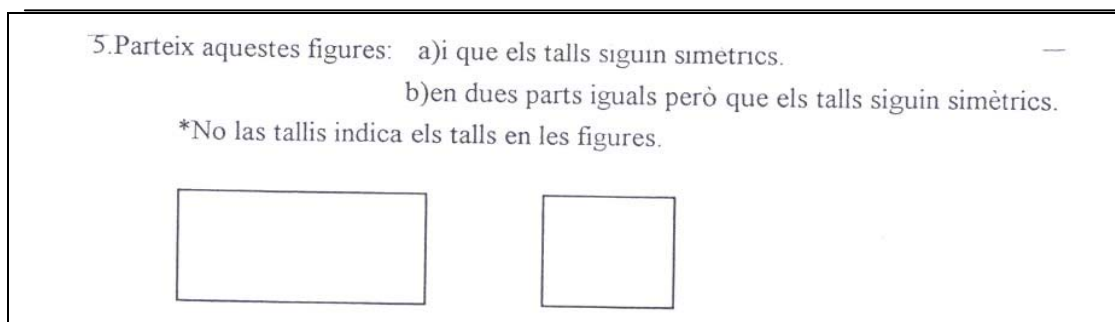 5.Parteix aquestes figures: a)i que els talls siguin simètrics.
b)en dues parts iguals però que els talls siguin simètrics.
*No las tallis indica els talls en les figures.